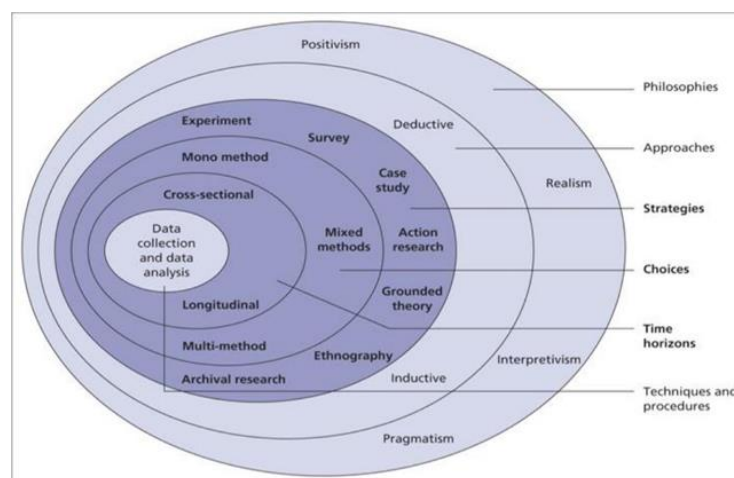 Positivism
Philosophies
Deductive
Experiment
Survey
Approaches
Mono method
Case
study
Realism
Cross-sectional
Strategies
Data
collection
and data
analysis
Mixed
methods
Action
research
Choices
Grounded
theory
Longitudinal
Time
horizons
Multi-method
Ethnography
Interpretivism
Archival research
Inductive
Techniques and
procedures
Pragmatism